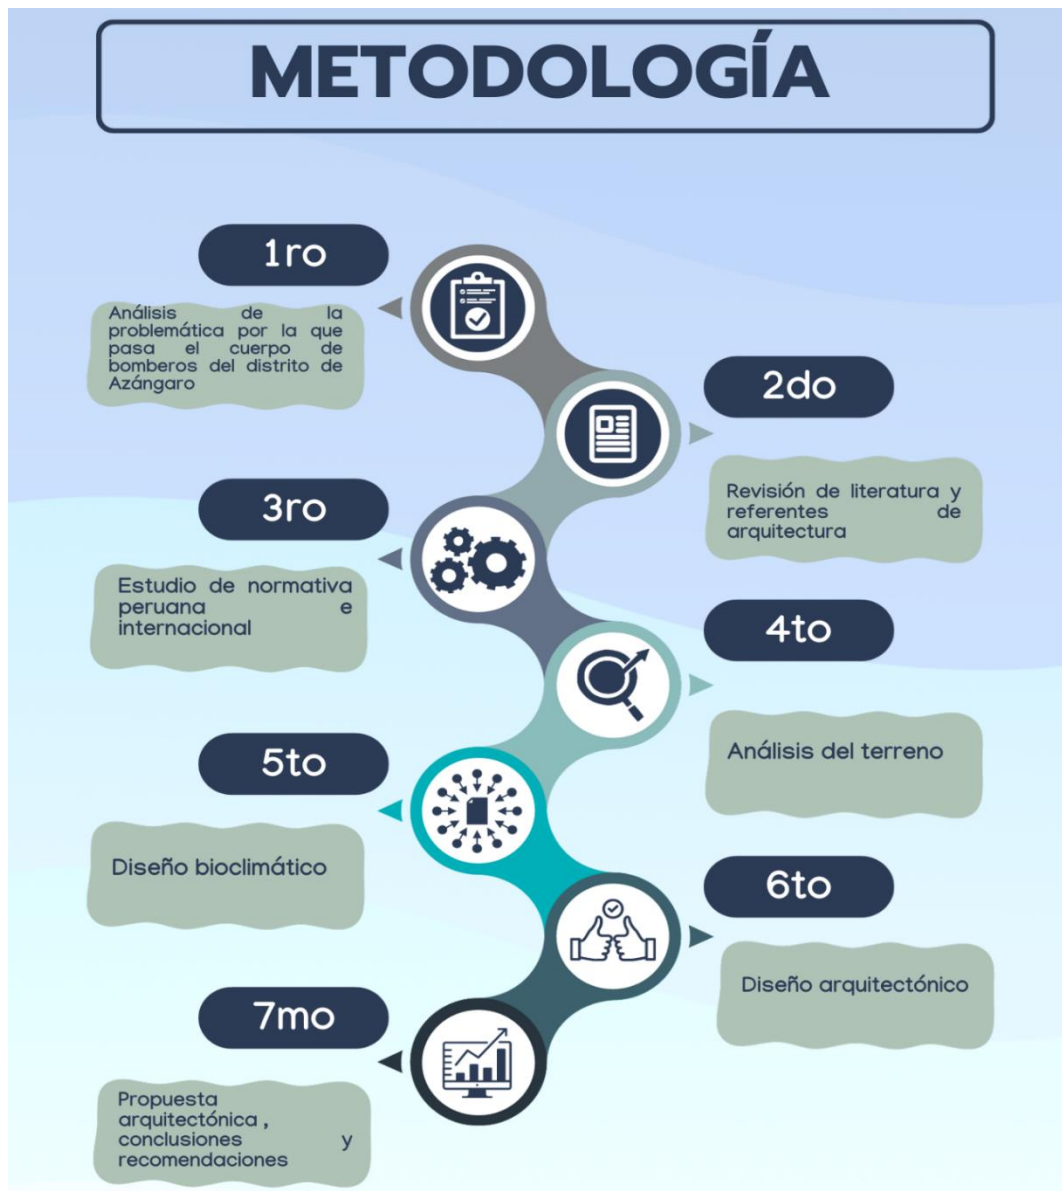 METODOLOGÍA
1ro
Análisis de la
problemática por la que
pasa el cuerpo de
bomberos del distrito de
Azángaro
2do
Revisión de literatura y
referentes de
arquitectura
3ro
Estudio de normativa
peruana e
internacional
4to
Análisis del terreno
5to
Diseño bioclimático
6to
Diseño arquitectónico
7mo
Propuesta
arquitectónica ,
conclusiones y
recomendaciones